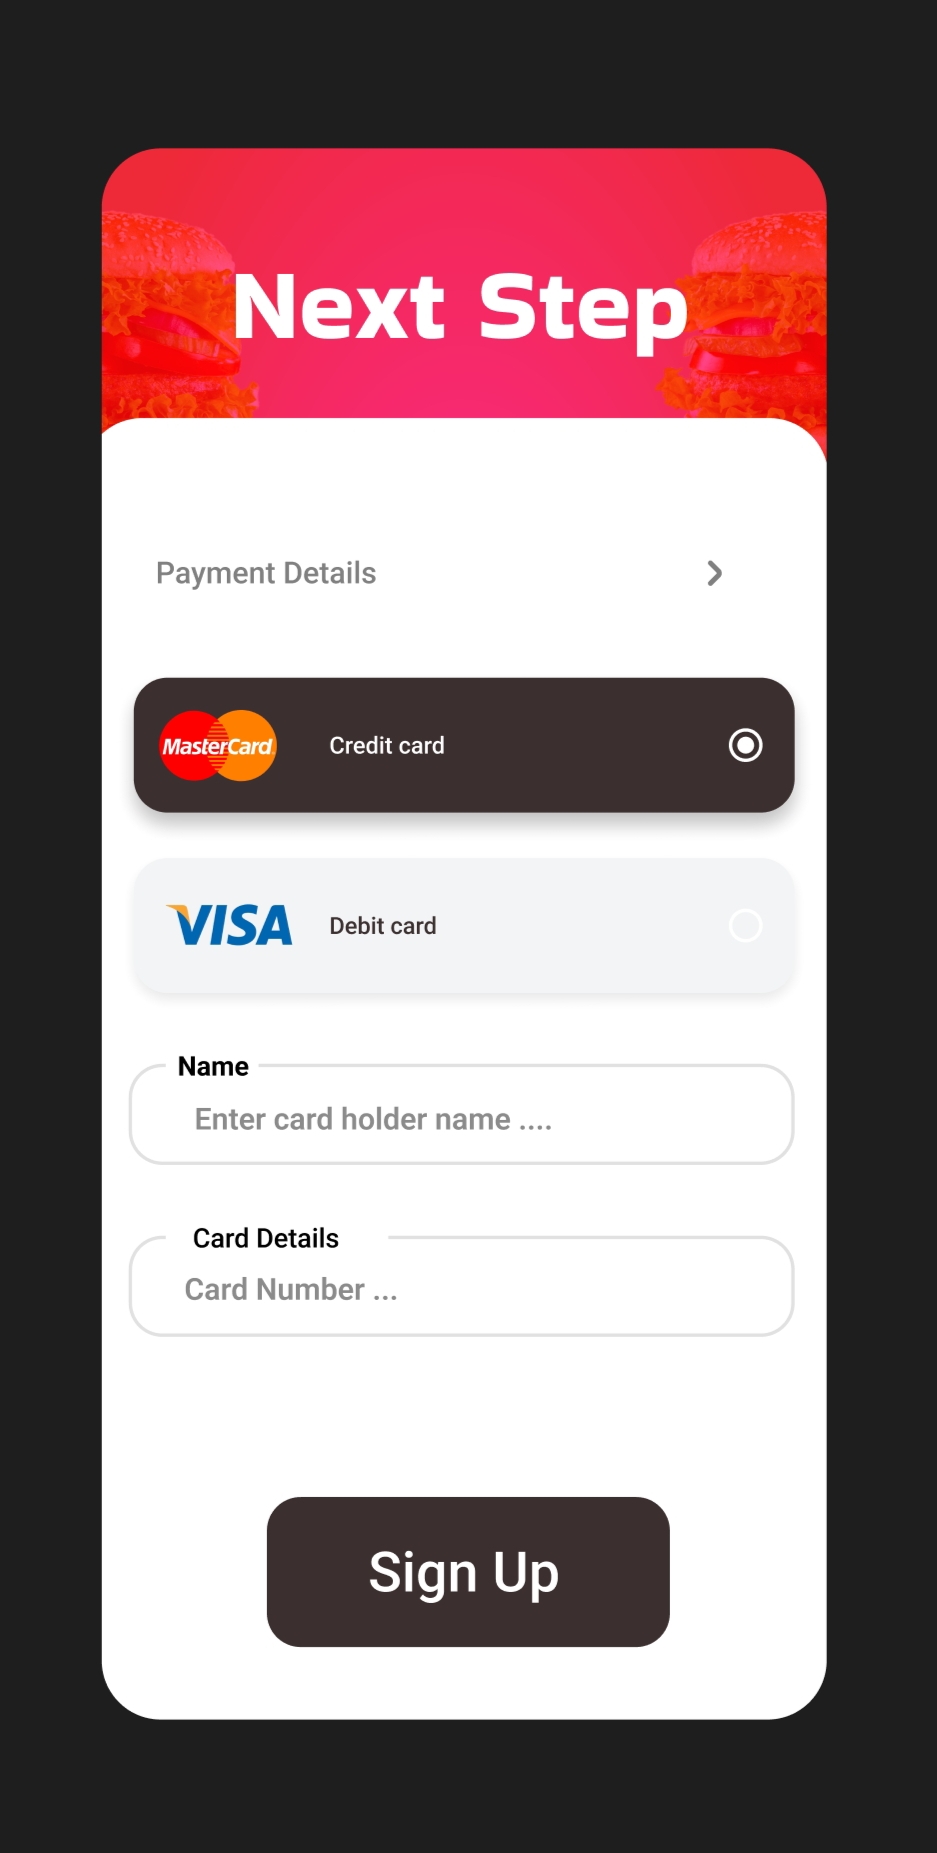 Next Step
Payment Details
MasterCard
Credit card
VISA
Debit card
Name
Enter card holder name ....
Card Details
Card Number ...
Sign Up